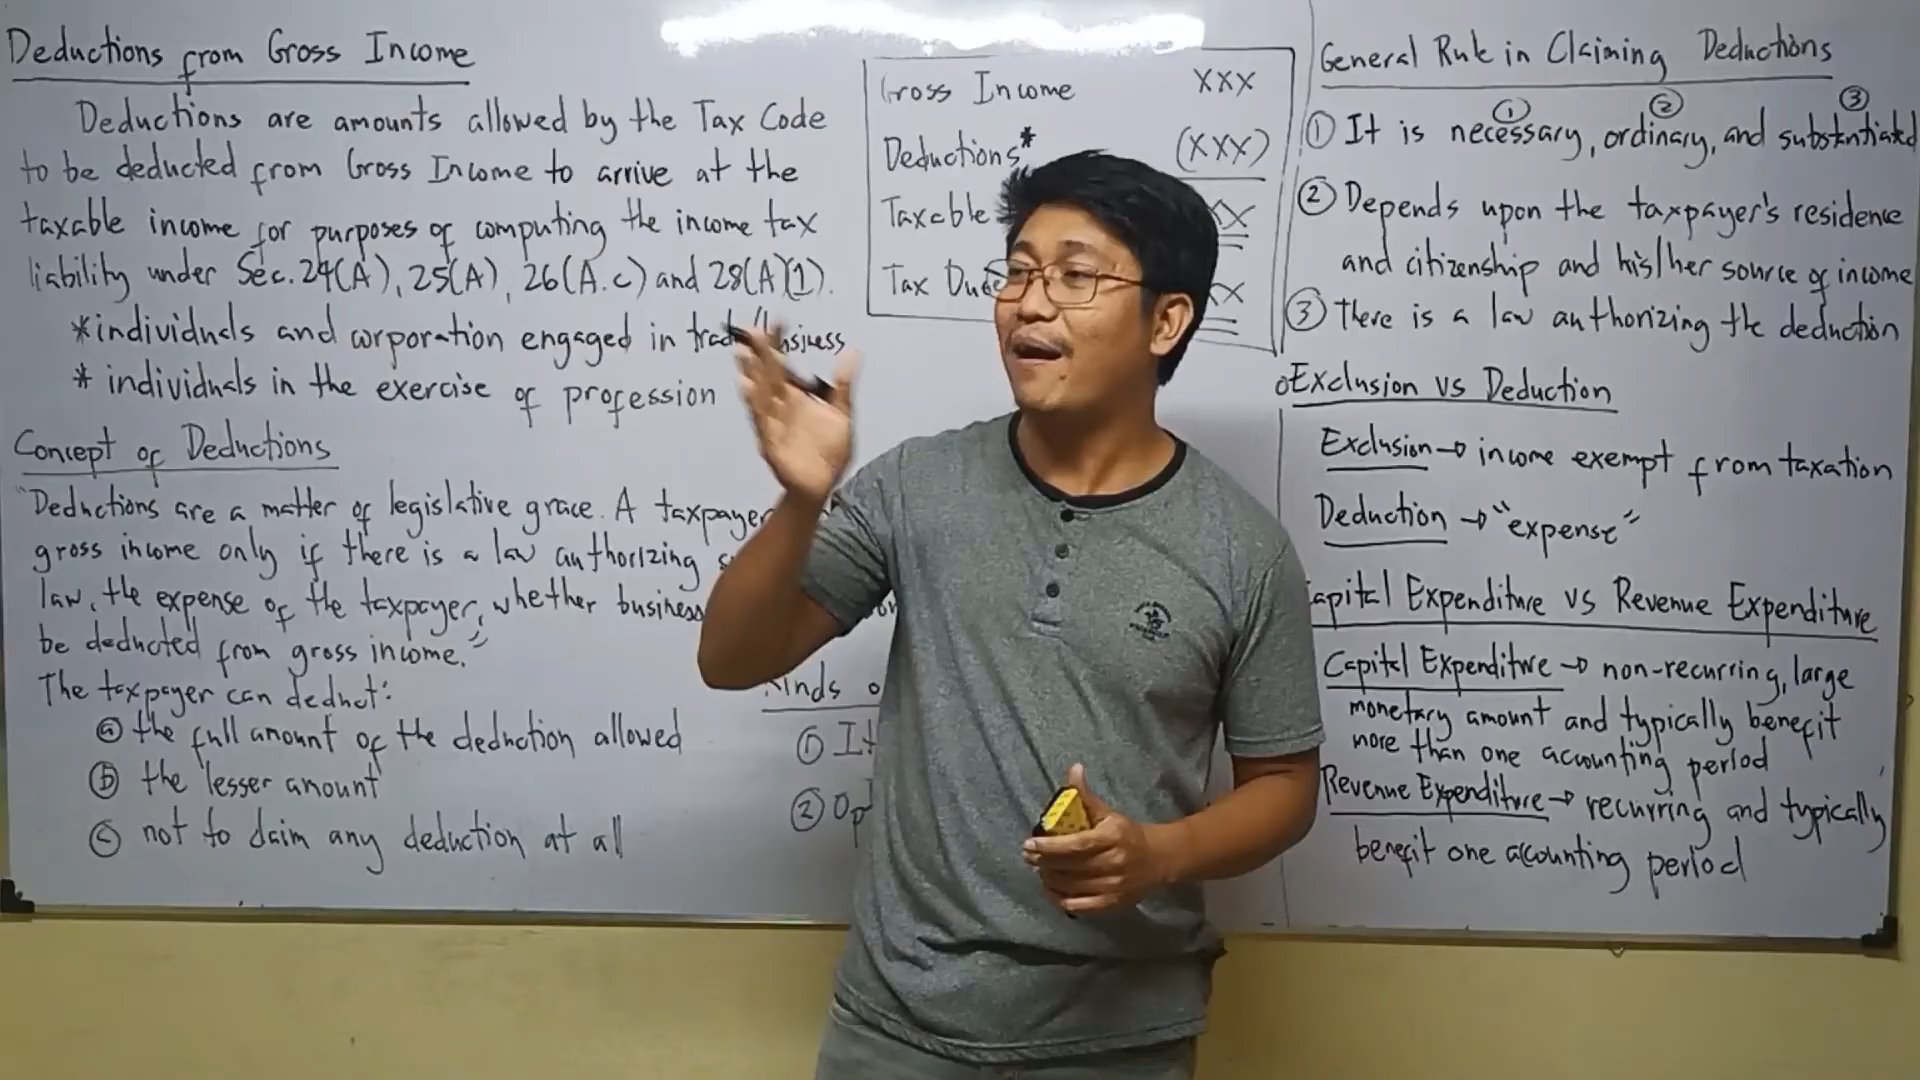 Deductions from Gross Income
Deductions are amounts allowed by the Tax Code
to be deducted from Gross Income to arrive at the
taxable income for purposes of computing the income tax
liability under Sec. 24(A), 25(A), 26(A.c) and 28(A)(1).
*individuals and corporation engaged in trade/business
* individuals in the exercise of profession
Concept of Deductions
"Deductions are a matter of legislative grace. A taxpayer
gross income only if there is a law authorizing
law, the expense of the taxpayer, whether business
be deducted from gross income."
The taxpayer can deduct:
a the full amount of the deduction allowed
b the lesser amount
c not to claim any deduction at all
Gross Income XXX
Deductions* (XXX)
Taxable XX
Tax Due XX
Kinds o
① It
② Op
General Rule in Claiming Deductions
① ② ③
① It is necessary, ordinary, and substantiated
② Depends upon the taxpayer's residence
and citizenship and his/her source of income
③ There is a law authorizing the deduction
Exclusion vs Deduction
Exclusion → income exempt from taxation
Deduction → "expense"
apital Expenditure vs Revenue Expenditure
Capital Expenditure → non-recurring, large
monetary amount and typically benefit
more than one accounting period
Revenue Expenditure → recurring and typically
benefit one accounting period